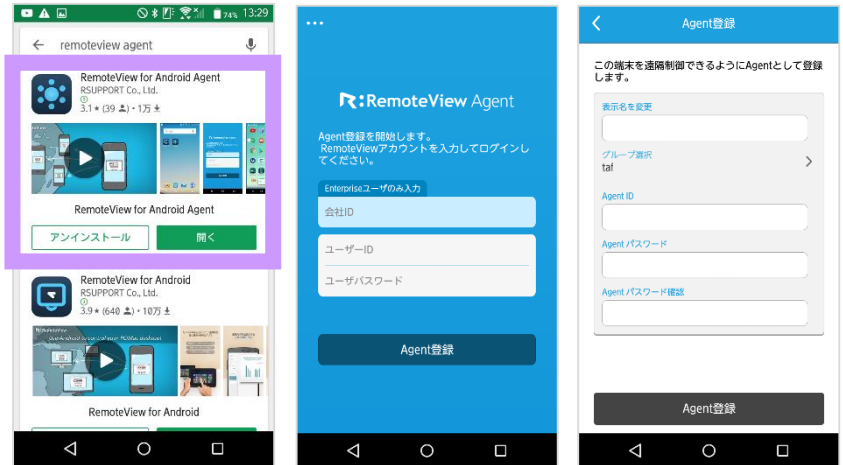 74% 13:29
remoteview agent
RemoteView for Android Agent
RSUPPORT Co., Ltd.
3.1★ (39 ) • 1万
RemoteView for Android Agent
アンインストール
開く
RemoteView for Android
RSUPPORT Co., Ltd.
3.9★ (640 ) • 10万
RemoteView for Android
R:RemoteView Agent
Agent登録を開始します。
RemoteViewアカウントを入力してログインし
てください。
Enterpriseユーザのみ入力
会社ID
ユーザーID
ユーザパスワード
Agent登録
Agent登録
この端末を遠隔制御できるようにAgentとして登録
します。
表示名を変更
グループ選択
taf
Agent ID
Agent パスワード
Agent パスワード確認
Agent登録